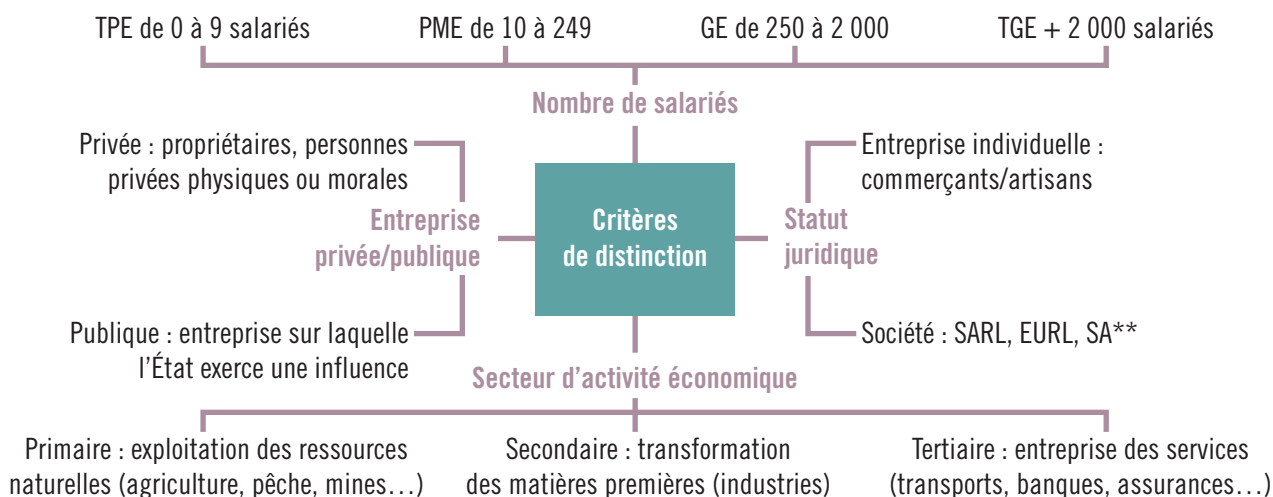 TPE de 0 à 9 salariés
PME de 10 à 249
GE de 250 à 2 000
TGE + 2 000 salariés
Nombre de salariés
Privée : propriétaires, personnes
privées physiques ou morales
Entreprise
privée/publique
Publique : entreprise sur laquelle
l’État exerce une influence
Critères
de distinction
Entreprise individuelle :
commerçants/artisans
Statut
juridique
Société : SARL, EURL, SA**
Secteur d’activité économique
Primaire : exploitation des ressources
naturelles (agriculture, pêche, mines…)
Secondaire : transformation
des matières premières (industries)
Tertiaire : entreprise des services
(transports, banques, assurances…)